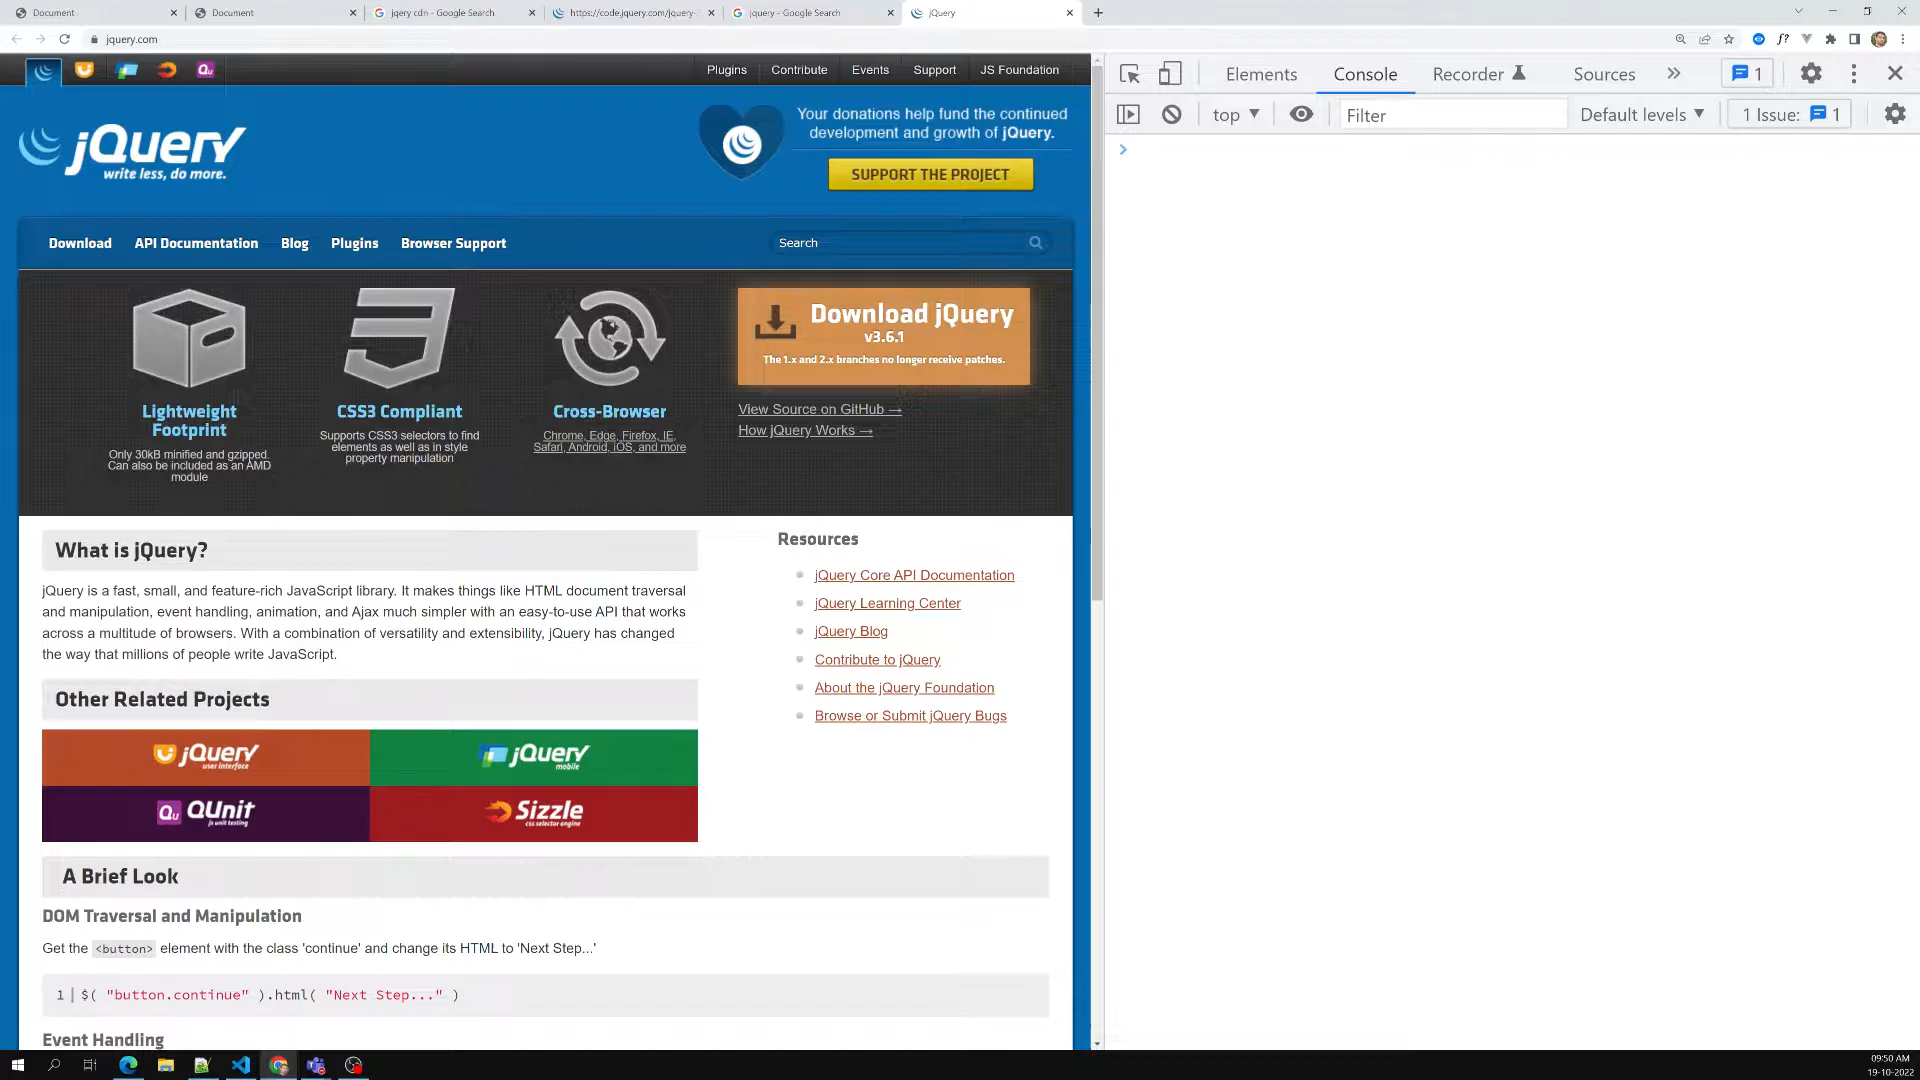 Document
Document
jqery cdn - Google Search
https://code.jquery.com/jquery-
jquery - Google Search
jQuery
jquery.com
f?
Qu
Plugins
Contribute
Events
Support
JS Foundation
jQuery
write less, do more.
Your donations help fund the continued
development and growth of jQuery.
SUPPORT THE PROJECT
Download
API Documentation
Blog
Plugins
Browser Support
Search
Lightweight
Footprint
Only 30kB minified and gzipped.
Can also be included as an AMD
module
CSS3 Compliant
Supports CSS3 selectors to find
elements as well as in style
property manipulation
Cross-Browser
Chrome, Edge, Firefox, IE,
Safari, Android, iOS, and more
Download jQuery
v3.6.1
The 1.x and 2.x branches no longer receive patches.
View Source on GitHub →
How jQuery Works →
What is jQuery?
jQuery is a fast, small, and feature-rich JavaScript library. It makes things like HTML document traversal
and manipulation, event handling, animation, and Ajax much simpler with an easy-to-use API that works
across a multitude of browsers. With a combination of versatility and extensibility, jQuery has changed
the way that millions of people write JavaScript.
Other Related Projects
jQuery
user interface
jQuery
mobile
Qu QUnit
js unit testing
Sizzle
css selector engine
Resources
jQuery Core API Documentation
jQuery Learning Center
jQuery Blog
Contribute to jQuery
About the jQuery Foundation
Browse or Submit jQuery Bugs
A Brief Look
DOM Traversal and Manipulation
Get the <button> element with the class 'continue' and change its HTML to 'Next Step...'
1 $( "button.continue" ).html( "Next Step..." )
Event Handling
Elements
Console
Recorder
Sources
1
top
Filter
Default levels
1 Issue: 1
09:50 AM
19-10-2022